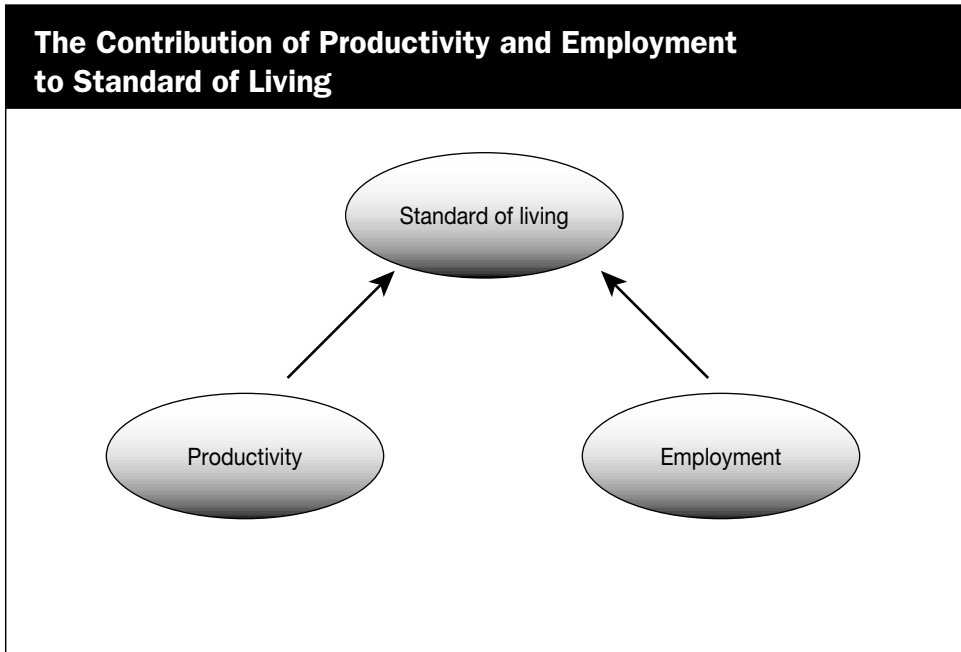 The Contribution of Productivity and Employment
to Standard of Living
Standard of living
Productivity
Employment